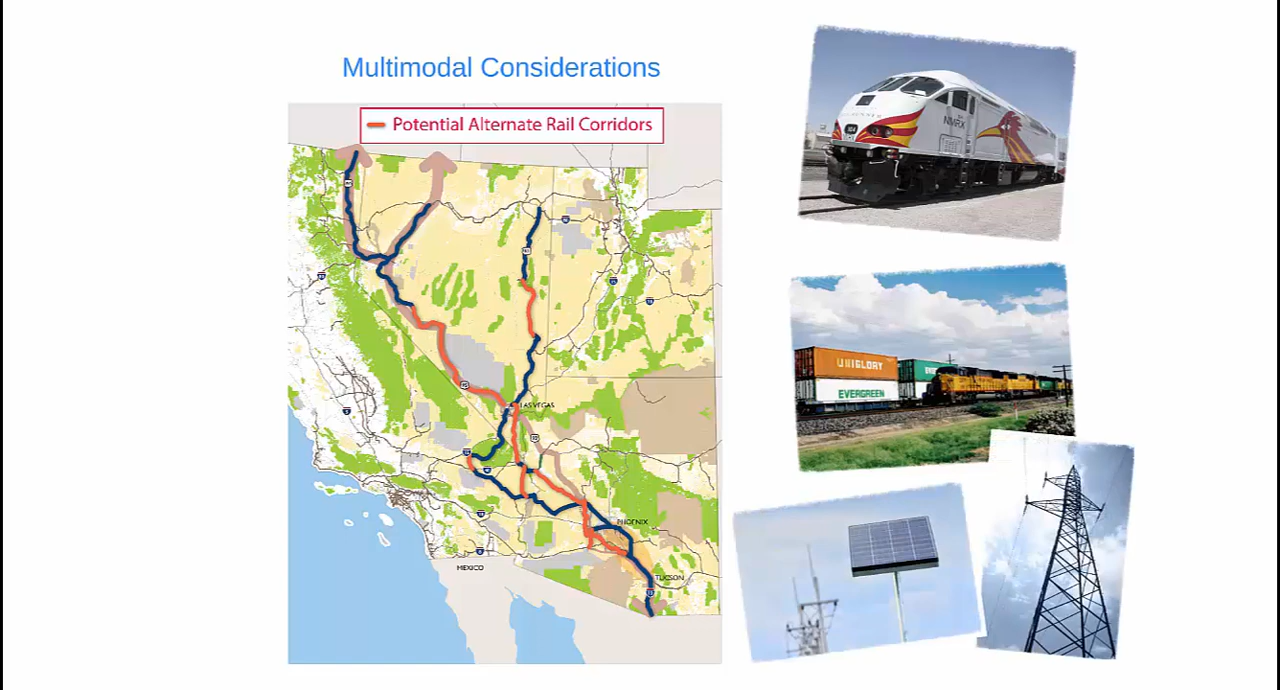 Multimodal Considerations
Potential Alternate Rail Corridors
LAS VEGAS
PHOENIX
TUCSON
MEXICO
NMRX
UNIGLORY
EVERGREEN